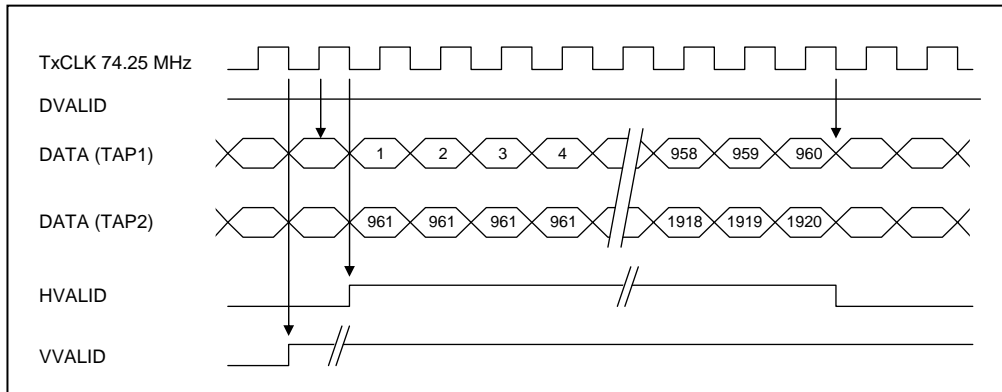 TxCLK 74.25 MHz
DVALID
DATA (TAP1) 1 2 3 4 958 959 960
DATA (TAP2) 961 961 961 961 1918 1919 1920
HVALID
VVALID